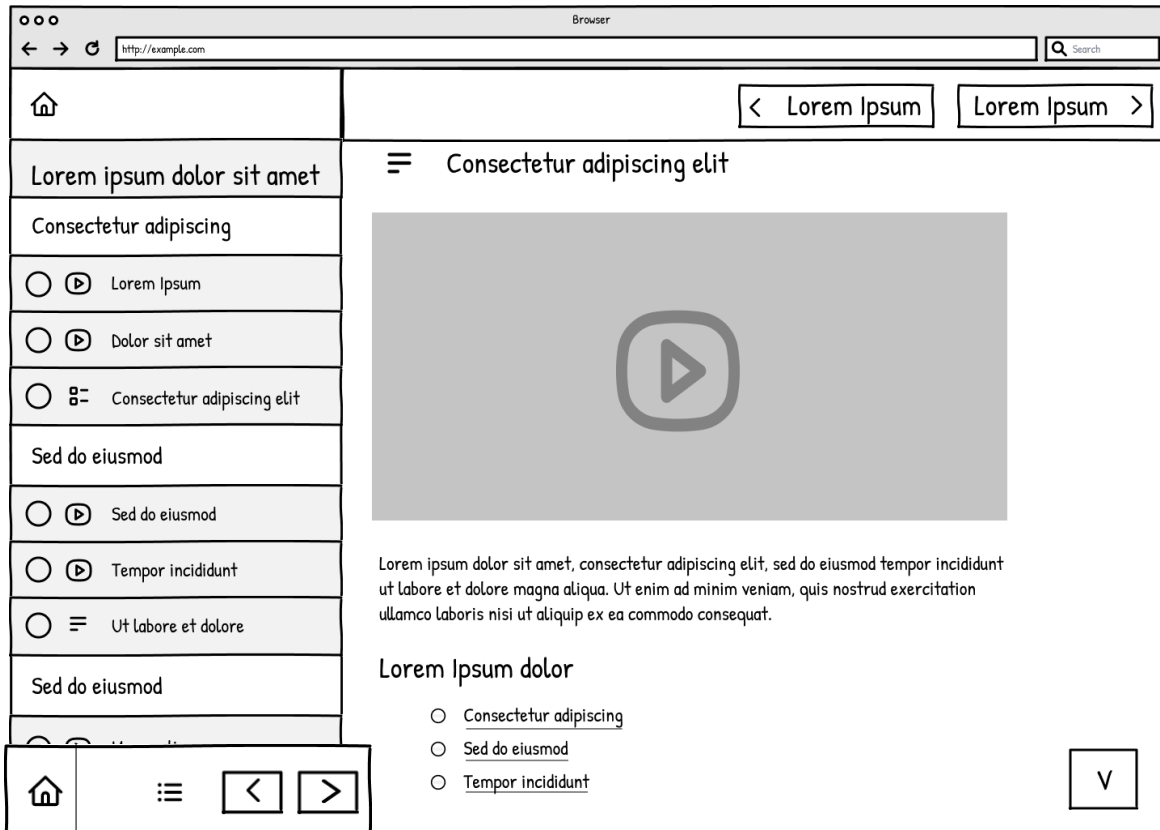 Browser
http://example.com
Search
Lorem Ipsum
Lorem Ipsum
Lorem ipsum dolor sit amet
Consectetur adipiscing
Lorem Ipsum
Dolor sit amet
Consectetur adipiscing elit
Sed do eiusmod
Sed do eiusmod
Tempor incididunt
Ut labore et dolore
Sed do eiusmod
Consectetur adipiscing elit
Lorem ipsum dolor sit amet, consectetur adipiscing elit, sed do eiusmod tempor incididunt
ut labore et dolore magna aliqua. Ut enim ad minim veniam, quis nostrud exercitation
ullamco laboris nisi ut aliquip ex ea commodo consequat.
Lorem Ipsum dolor
Consectetur adipiscing
Sed do eiusmod
Tempor incididunt
V